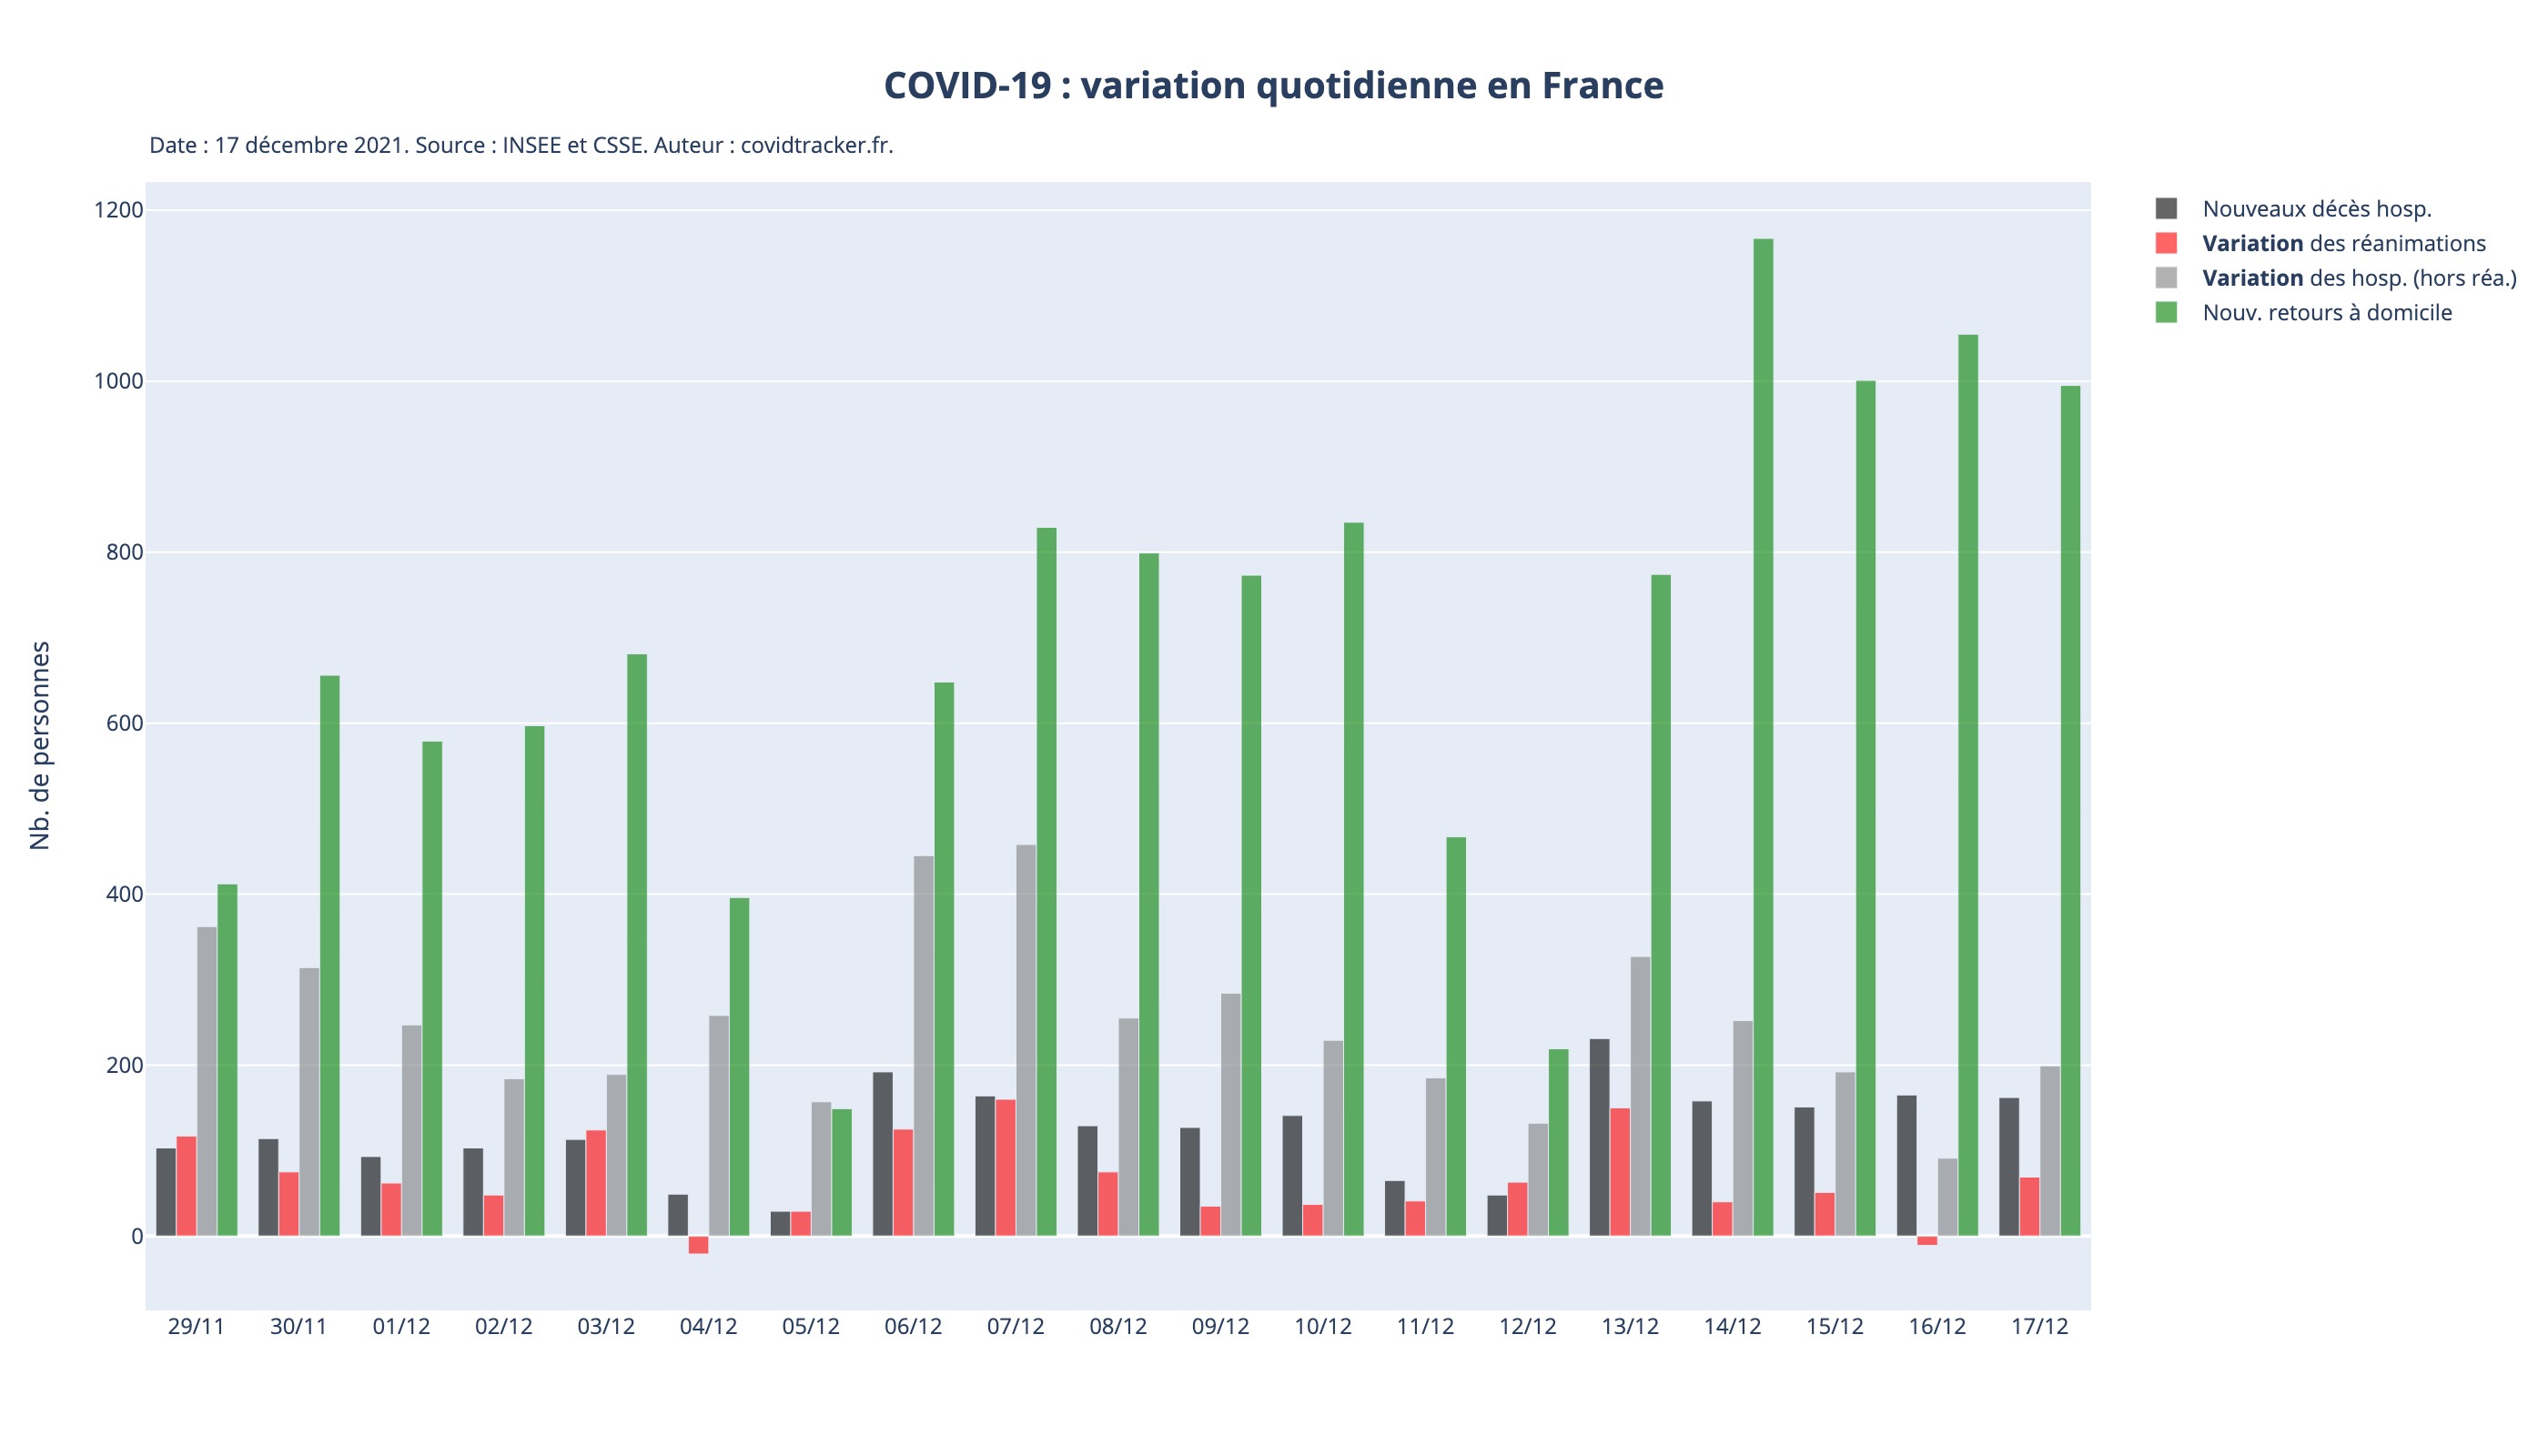 COVID-19 : variation quotidienne en France
Date : 17 décembre 2021. Source : INSEE et CSSE. Auteur : covidtracker.fr.
Nouveaux décès hosp.
Variation des réanimations
Variation des hosp. (hors réa.)
Nouv. retours à domicile
Nb. de personnes
1200
1000
800
600
400
200
0
29/11 30/11 01/12 02/12 03/12 04/12 05/12 06/12 07/12 08/12 09/12 10/12 11/12 12/12 13/12 14/12 15/12 16/12 17/12